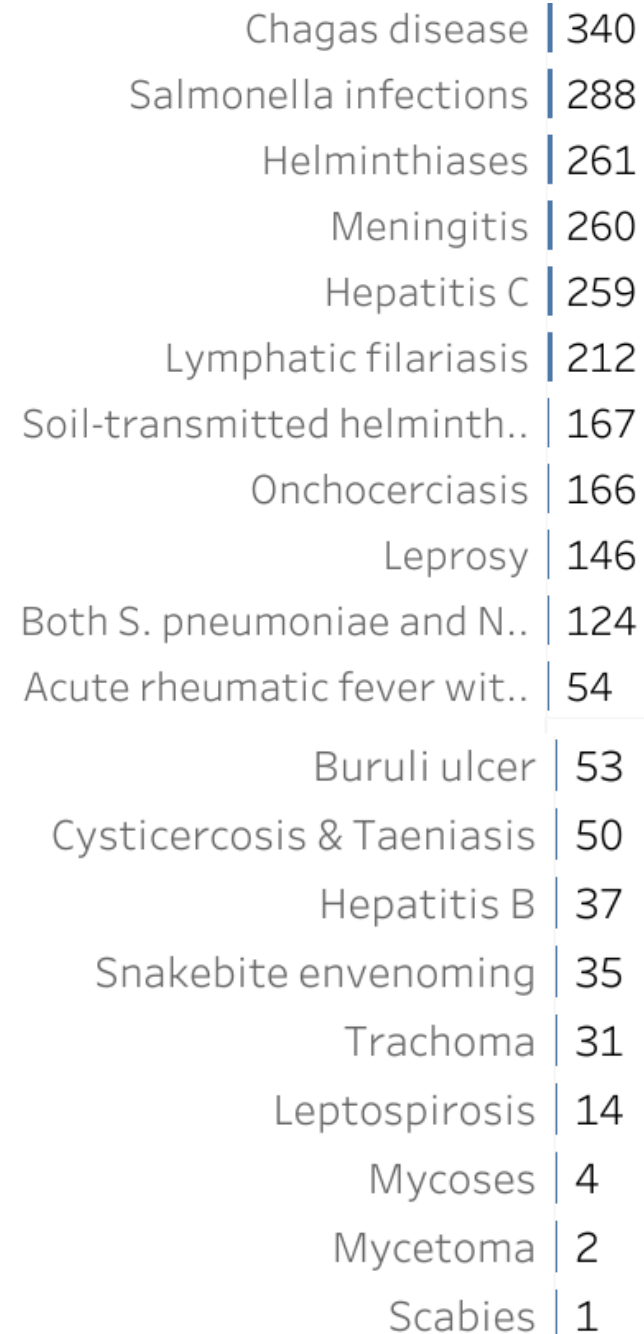 Chagas disease 340
Salmonella infections 288
Helminthiases 261
Meningitis 260
Hepatitis C 259
Lymphatic filariasis 212
Soil-transmitted helminth.. 167
Onchocerciasis 166
Leprosy 146
Both S. pneumoniae and N.. 124
Acute rheumatic fever wit.. 54
Buruli ulcer 53
Cysticercosis & Taeniasis 50
Hepatitis B 37
Snakebite envenoming 35
Trachoma 31
Leptospirosis 14
Mycoses 4
Mycetoma 2
Scabies 1